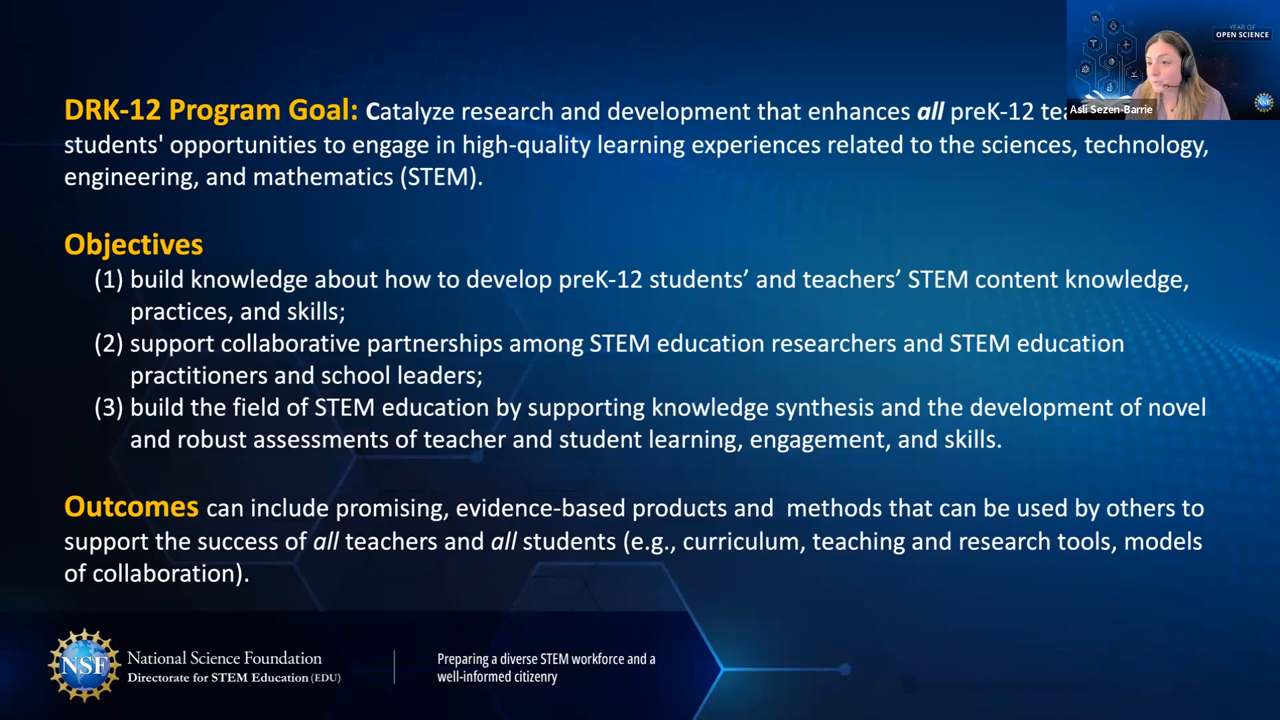 YEAR OF
OPEN SCIENCE
Asli Sezen-Barrie
DRK-12 Program Goal: Catalyze research and development that enhances all preK-12
students' opportunities to engage in high-quality learning experiences related to the sciences, technology,
engineering, and mathematics (STEM).
Objectives
(1) build knowledge about how to develop preK-12 students’ and teachers’ STEM content knowledge,
practices, and skills;
(2) support collaborative partnerships among STEM education researchers and STEM education
practitioners and school leaders;
(3) build the field of STEM education by supporting knowledge synthesis and the development of novel
and robust assessments of teacher and student learning, engagement, and skills.
Outcomes can include promising, evidence-based products and  methods that can be used by others to
support the success of all teachers and all students (e.g., curriculum, teaching and research tools, models
of collaboration).
NSF
National Science Foundation
Directorate for STEM Education (EDU)
Preparing a diverse STEM workforce and a
well-informed citizenry